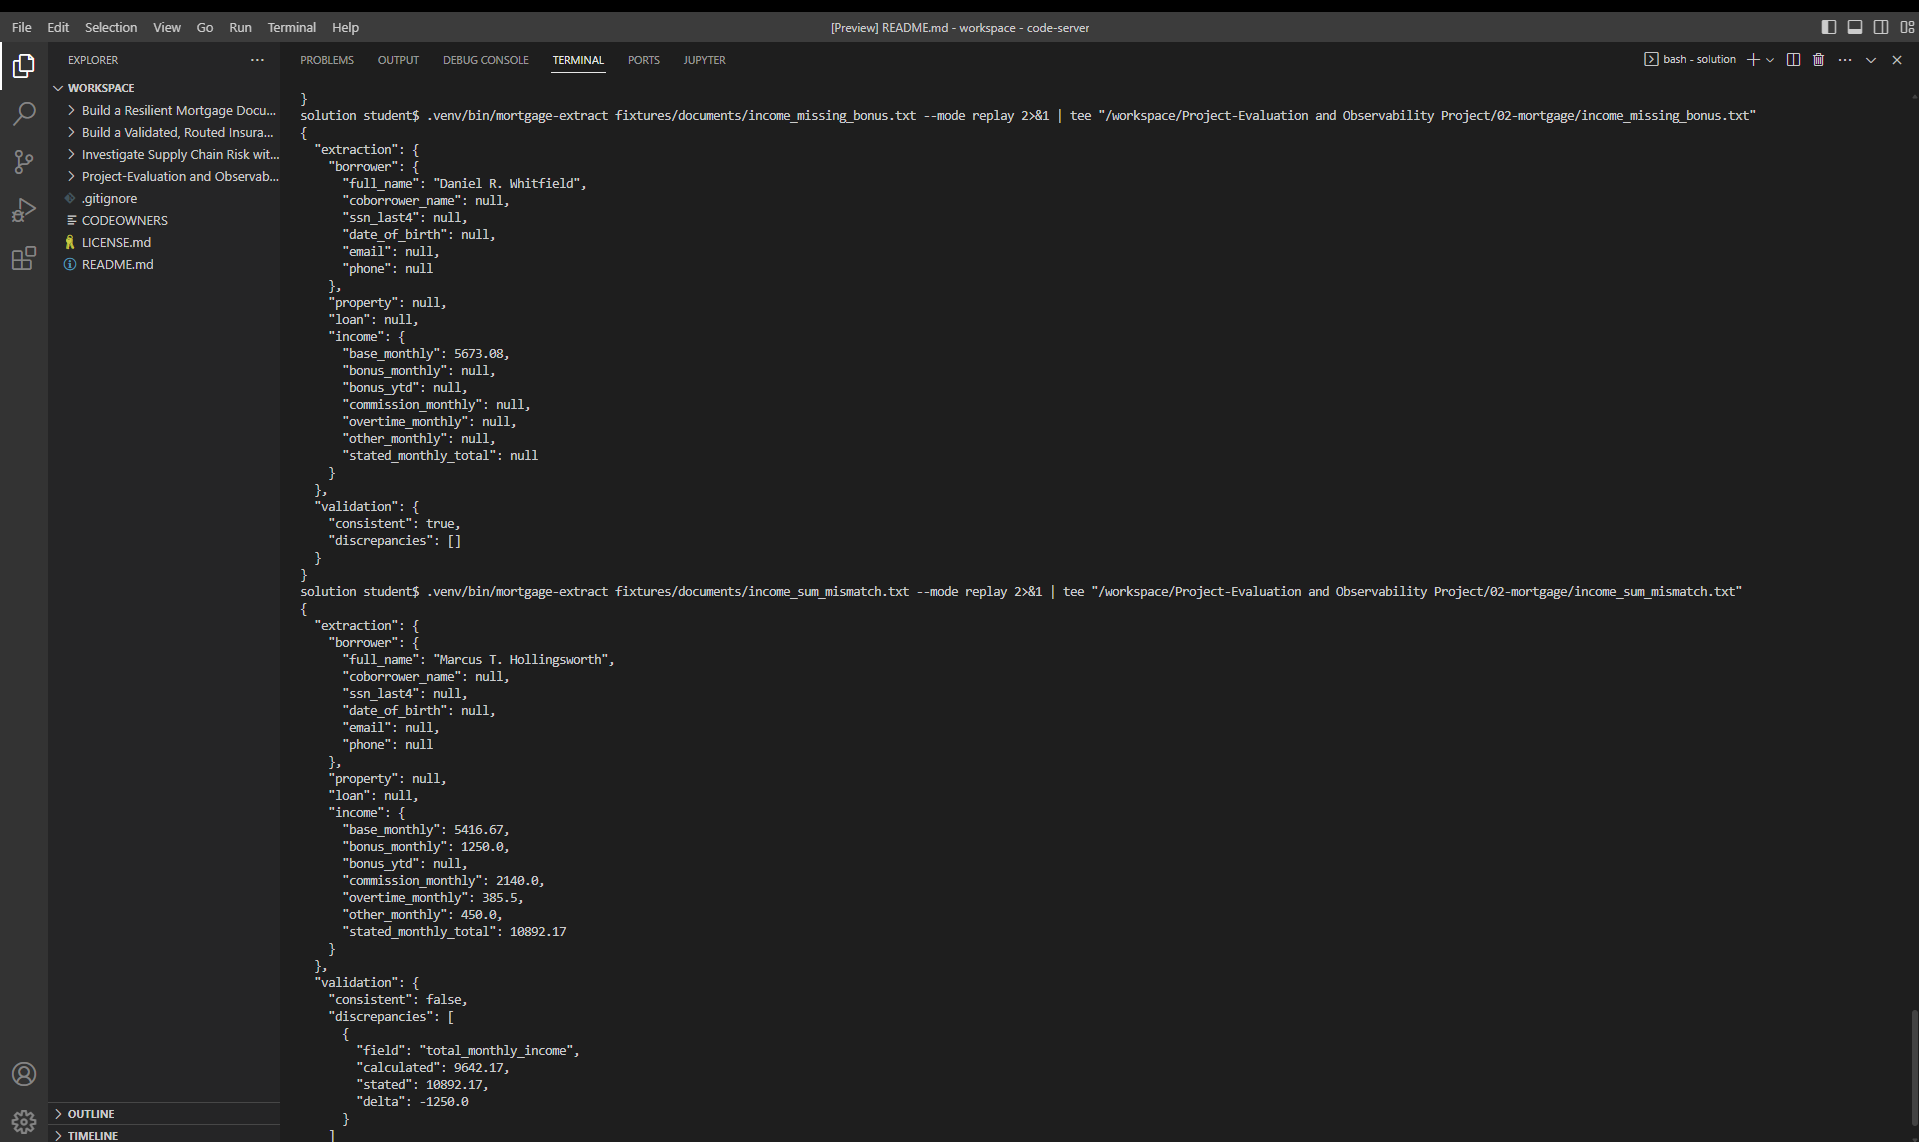 File Edit Selection View Go Run Terminal Help
[Preview] README.md - workspace - code-server
EXPLORER
WORKSPACE
Build a Resilient Mortgage Docu...
Build a Validated, Routed Insura...
Investigate Supply Chain Risk wit...
Project-Evaluation and Observab...
.gitignore
CODEOWNERS
LICENSE.md
README.md
OUTLINE
TIMELINE
PROBLEMS OUTPUT DEBUG CONSOLE TERMINAL PORTS JUPYTER
bash - solution
}
solution student$ .venv/bin/mortgage-extract fixtures/documents/income_missing_bonus.txt --mode replay 2>&1 | tee "/workspace/Project-Evaluation and Observability Project/02-mortgage/income_missing_bonus.txt"
{
"extraction": {
"borrower": {
"full_name": "Daniel R. Whitfield",
"coborrower_name": null,
"ssn_last4": null,
"date_of_birth": null,
"email": null,
"phone": null
},
"property": null,
"loan": null,
"income": {
"base_monthly": 5673.08,
"bonus_monthly": null,
"bonus_ytd": null,
"commission_monthly": null,
"overtime_monthly": null,
"other_monthly": null,
"stated_monthly_total": null
}
},
"validation": {
"consistent": true,
"discrepancies": []
}
}
solution student$ .venv/bin/mortgage-extract fixtures/documents/income_sum_mismatch.txt --mode replay 2>&1 | tee "/workspace/Project-Evaluation and Observability Project/02-mortgage/income_sum_mismatch.txt"
{
"extraction": {
"borrower": {
"full_name": "Marcus T. Hollingsworth",
"coborrower_name": null,
"ssn_last4": null,
"date_of_birth": null,
"email": null,
"phone": null
},
"property": null,
"loan": null,
"income": {
"base_monthly": 5416.67,
"bonus_monthly": 1250.0,
"bonus_ytd": null,
"commission_monthly": 2140.0,
"overtime_monthly": 385.5,
"other_monthly": 450.0,
"stated_monthly_total": 10892.17
}
},
"validation": {
"consistent": false,
"discrepancies": [
{
"field": "total_monthly_income",
"calculated": 9642.17,
"stated": 10892.17,
"delta": -1250.0
}
]